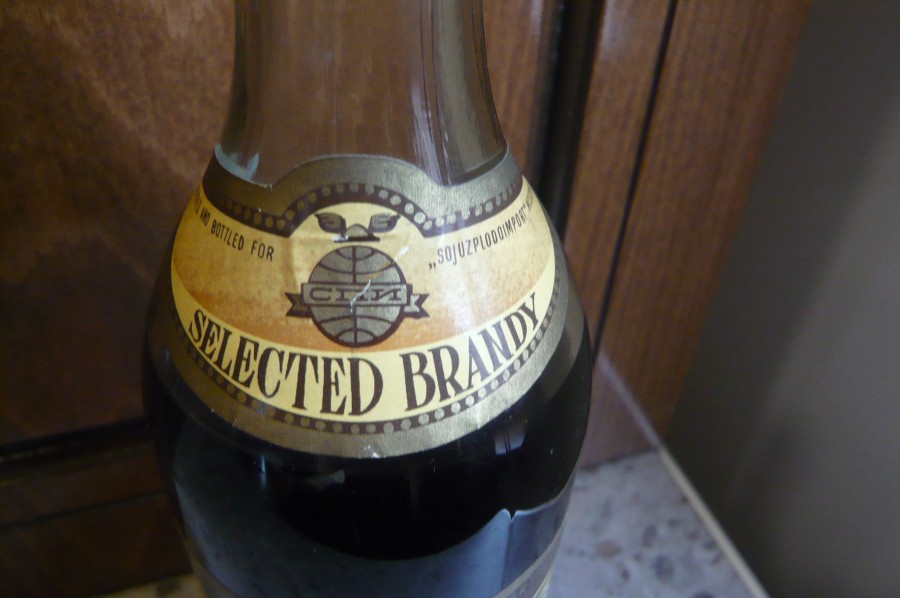 AND BOTTLED FOR
„SOJUZPLODOIMPORT"
СПИ
SELECTED BRANDY